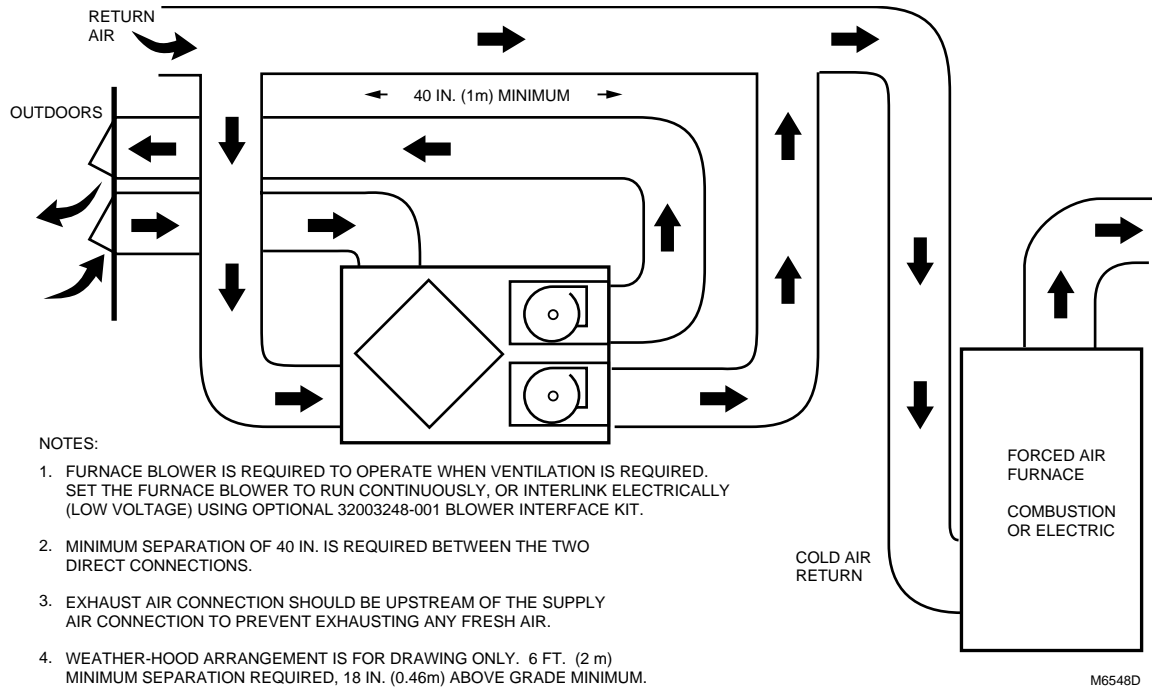 RETURN
AIR
OUTDOORS
40 IN. (1m) MINIMUM
NOTES:
1. FURNACE BLOWER IS REQUIRED TO OPERATE WHEN VENTILATION IS REQUIRED.
SET THE FURNACE BLOWER TO RUN CONTINUOUSLY, OR INTERLINK ELECTRICALLY
(LOW VOLTAGE) USING OPTIONAL 32003248-001 BLOWER INTERFACE KIT.
2. MINIMUM SEPARATION OF 40 IN. IS REQUIRED BETWEEN THE TWO
DIRECT CONNECTIONS.
3. EXHAUST AIR CONNECTION SHOULD BE UPSTREAM OF THE SUPPLY
AIR CONNECTION TO PREVENT EXHAUSTING ANY FRESH AIR.
4. WEATHER-HOOD ARRANGEMENT IS FOR DRAWING ONLY. 6 FT. (2 m)
MINIMUM SEPARATION REQUIRED, 18 IN. (0.46m) ABOVE GRADE MINIMUM.
COLD AIR
RETURN
FORCED AIR
FURNACE
COMBUSTION
OR ELECTRIC
M6548D